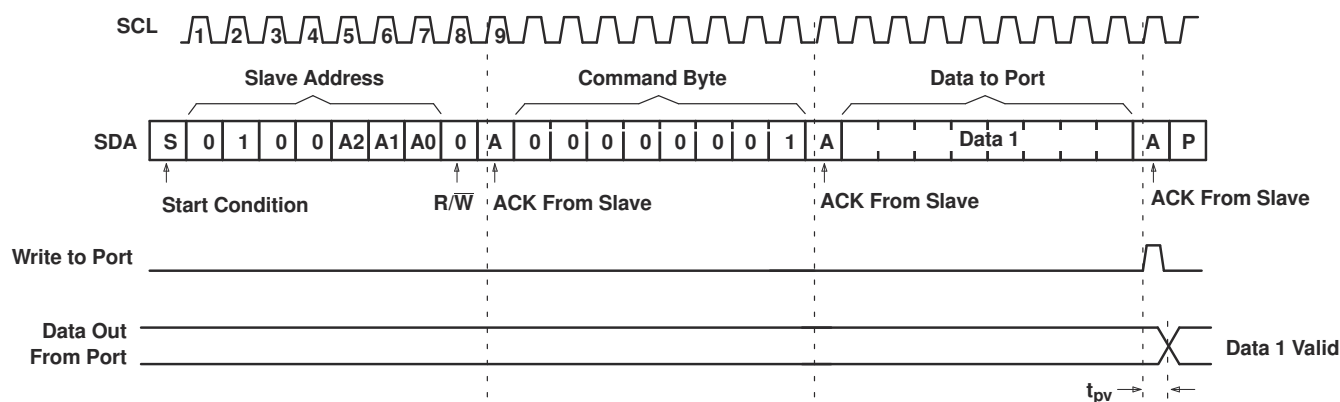 SCL 1 2 3 4 5 6 7 8 9
Slave Address Command Byte Data to Port
SDA S 0 1 0 0 A2 A1 A0 0 A 0 0 0 0 0 0 0 1 A Data 1 A P
Start Condition R/W̅ ACK From Slave ACK From Slave ACK From Slave
Write to Port
Data Out
From Port
Data 1 Valid
tpv